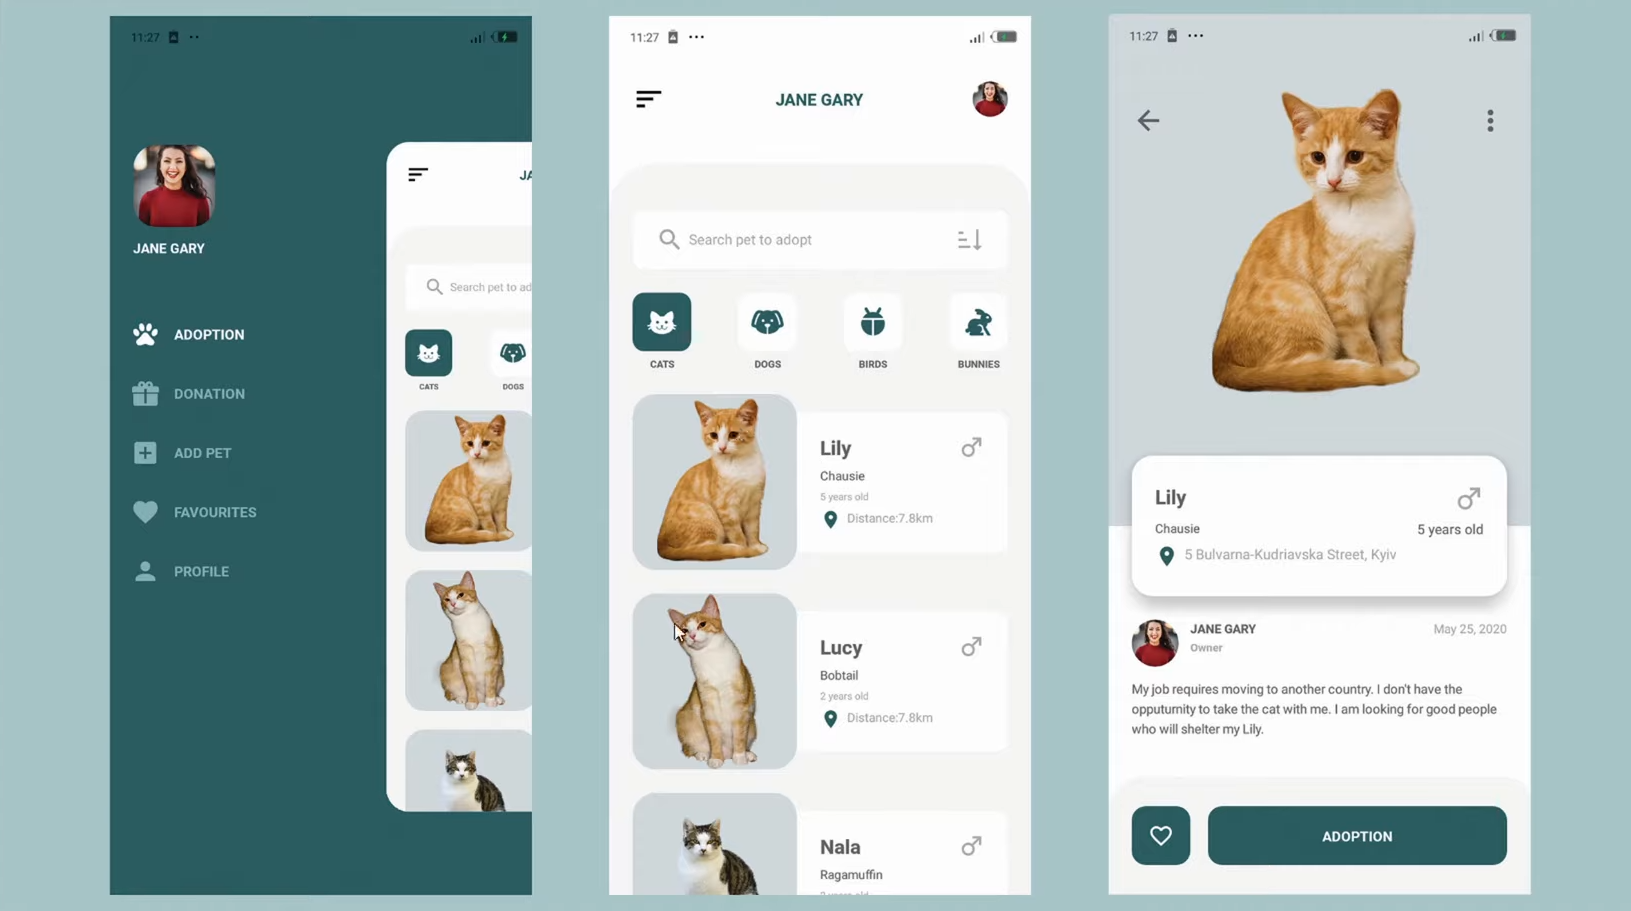 11:27
JANE GARY
ADOPTION
DONATION
ADD PET
FAVOURITES
PROFILE
JA
Search pet to ad
CATS
DOGS
11:27
JANE GARY
Search pet to adopt
CATS
DOGS
BIRDS
BUNNIES
Lily
Chausie
5 years old
Distance:7.8km
Lucy
Bobtail
2 years old
Distance:7.8km
Nala
Ragamuffin
11:27
Lily
Chausie
5 years old
5 Bulvarna-Kudriavska Street, Kyiv
JANE GARY
May 25, 2020
Owner
My job requires moving to another country. I don't have the
opputurnity to take the cat with me. I am looking for good people
who will shelter my Lily.
ADOPTION